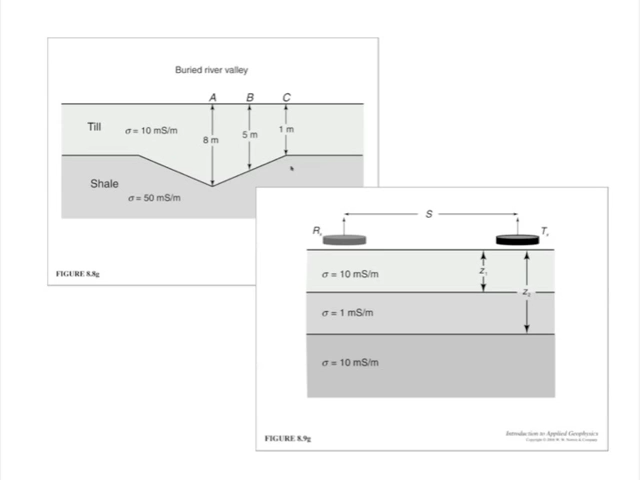 Buried river valley
A B C
Till σ = 10 mS/m 8 m 5 m 1 m
Shale
σ = 50 mS/m
FIGURE 8.8g
S
Rₓ Tₓ
σ = 10 mS/m z₁
z₂
σ = 1 mS/m
σ = 10 mS/m
FIGURE 8.9g
Introduction to Applied Geophysics